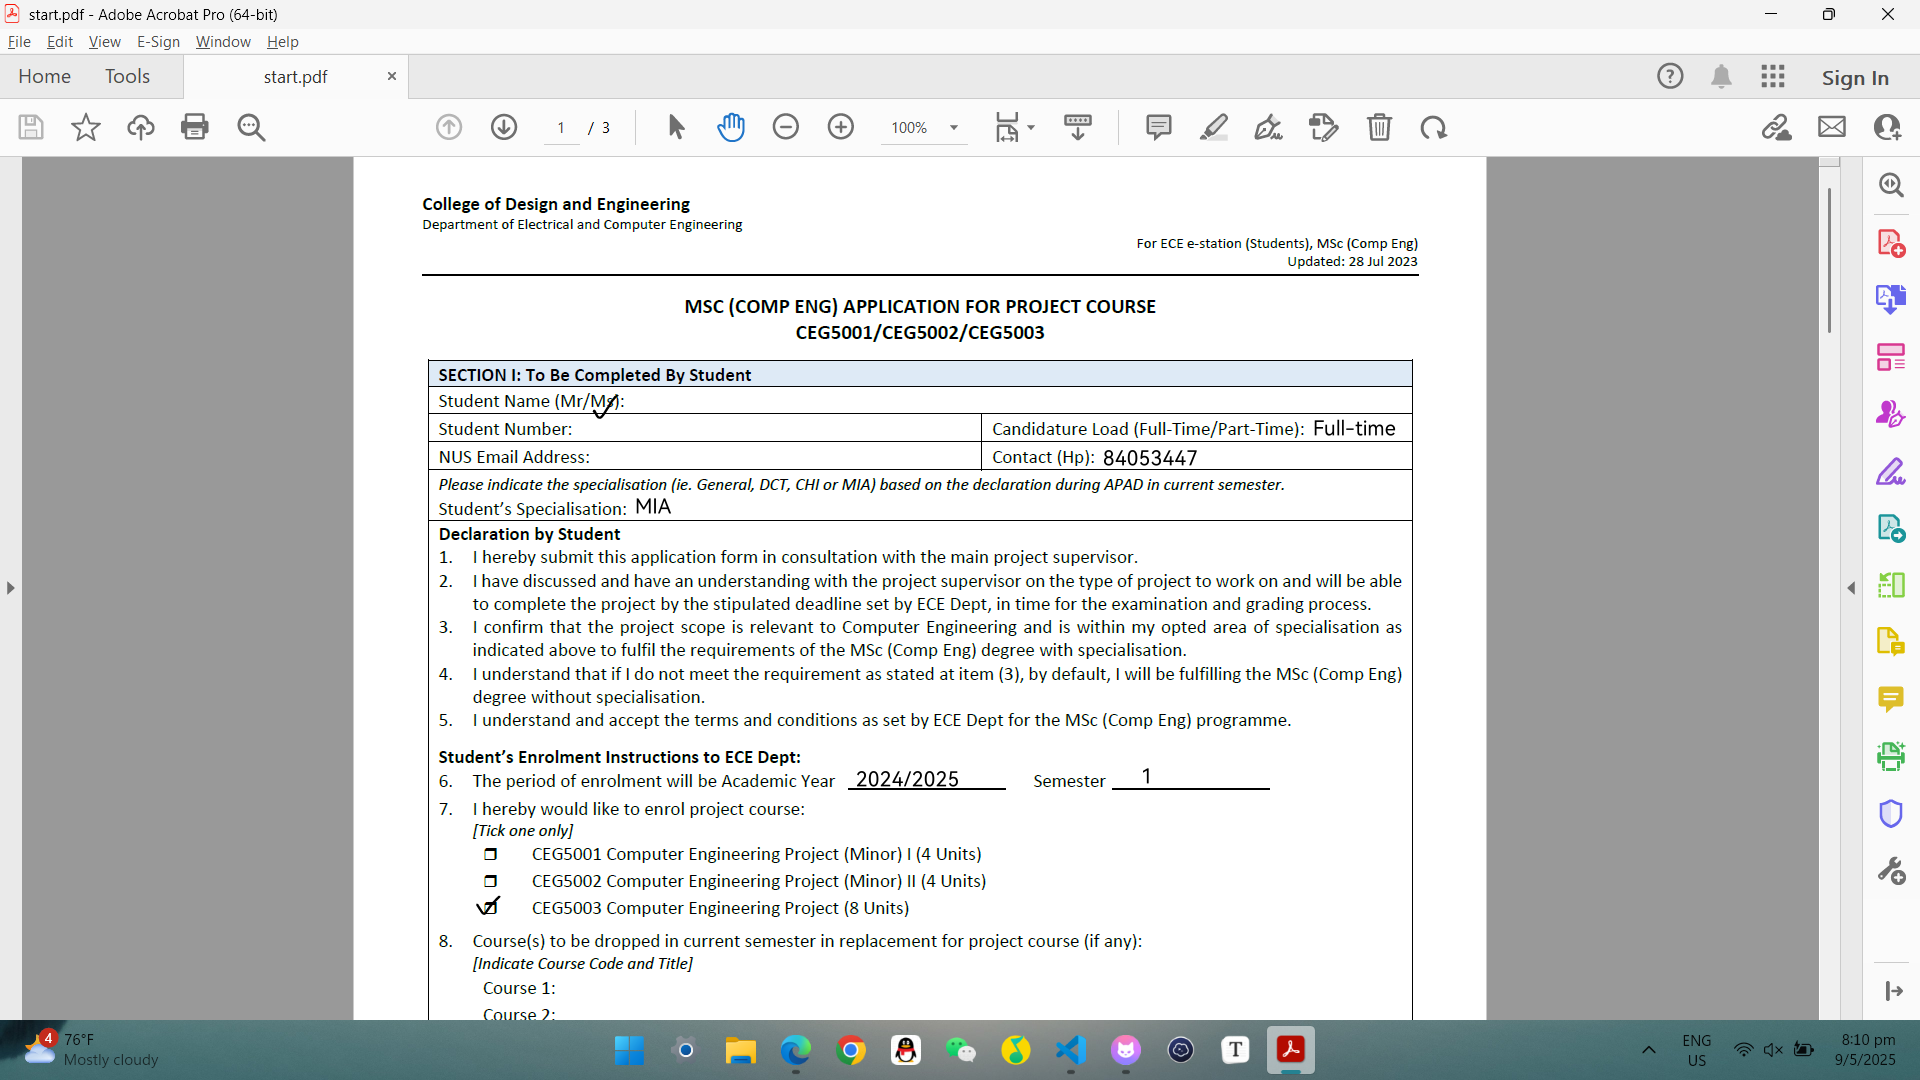 start.pdf - Adobe Acrobat Pro (64-bit)
File Edit View E-Sign Window Help
Home Tools start.pdf Sign In
1 / 3 100%
College of Design and Engineering
Department of Electrical and Computer Engineering
For ECE e-station (Students), MSc (Comp Eng)
Updated: 28 Jul 2023
MSC (COMP ENG) APPLICATION FOR PROJECT COURSE
CEG5001/CEG5002/CEG5003
SECTION I: To Be Completed By Student
Student Name (Mr/Ms):
Student Number: Candidature Load (Full-Time/Part-Time): Full-time
NUS Email Address: Contact (Hp): 84053447
Please indicate the specialisation (ie. General, DCT, CHI or MIA) based on the declaration during APAD in current semester.
Student's Specialisation: MIA
Declaration by Student
1. I hereby submit this application form in consultation with the main project supervisor.
2. I have discussed and have an understanding with the project supervisor on the type of project to work on and will be able
to complete the project by the stipulated deadline set by ECE Dept, in time for the examination and grading process.
3. I confirm that the project scope is relevant to Computer Engineering and is within my opted area of specialisation as
indicated above to fulfil the requirements of the MSc (Comp Eng) degree with specialisation.
4. I understand that if I do not meet the requirement as stated at item (3), by default, I will be fulfilling the MSc (Comp Eng)
degree without specialisation.
5. I understand and accept the terms and conditions as set by ECE Dept for the MSc (Comp Eng) programme.
Student's Enrolment Instructions to ECE Dept:
6. The period of enrolment will be Academic Year 2024/2025 Semester 1
7. I hereby would like to enrol project course:
[Tick one only]
CEG5001 Computer Engineering Project (Minor) I (4 Units)
CEG5002 Computer Engineering Project (Minor) II (4 Units)
CEG5003 Computer Engineering Project (8 Units)
8. Course(s) to be dropped in current semester in replacement for project course (if any):
[Indicate Course Code and Title]
Course 1:
Course 2:
4 76°F
Mostly cloudy
T
ENG
US
8:10 pm
9/5/2025